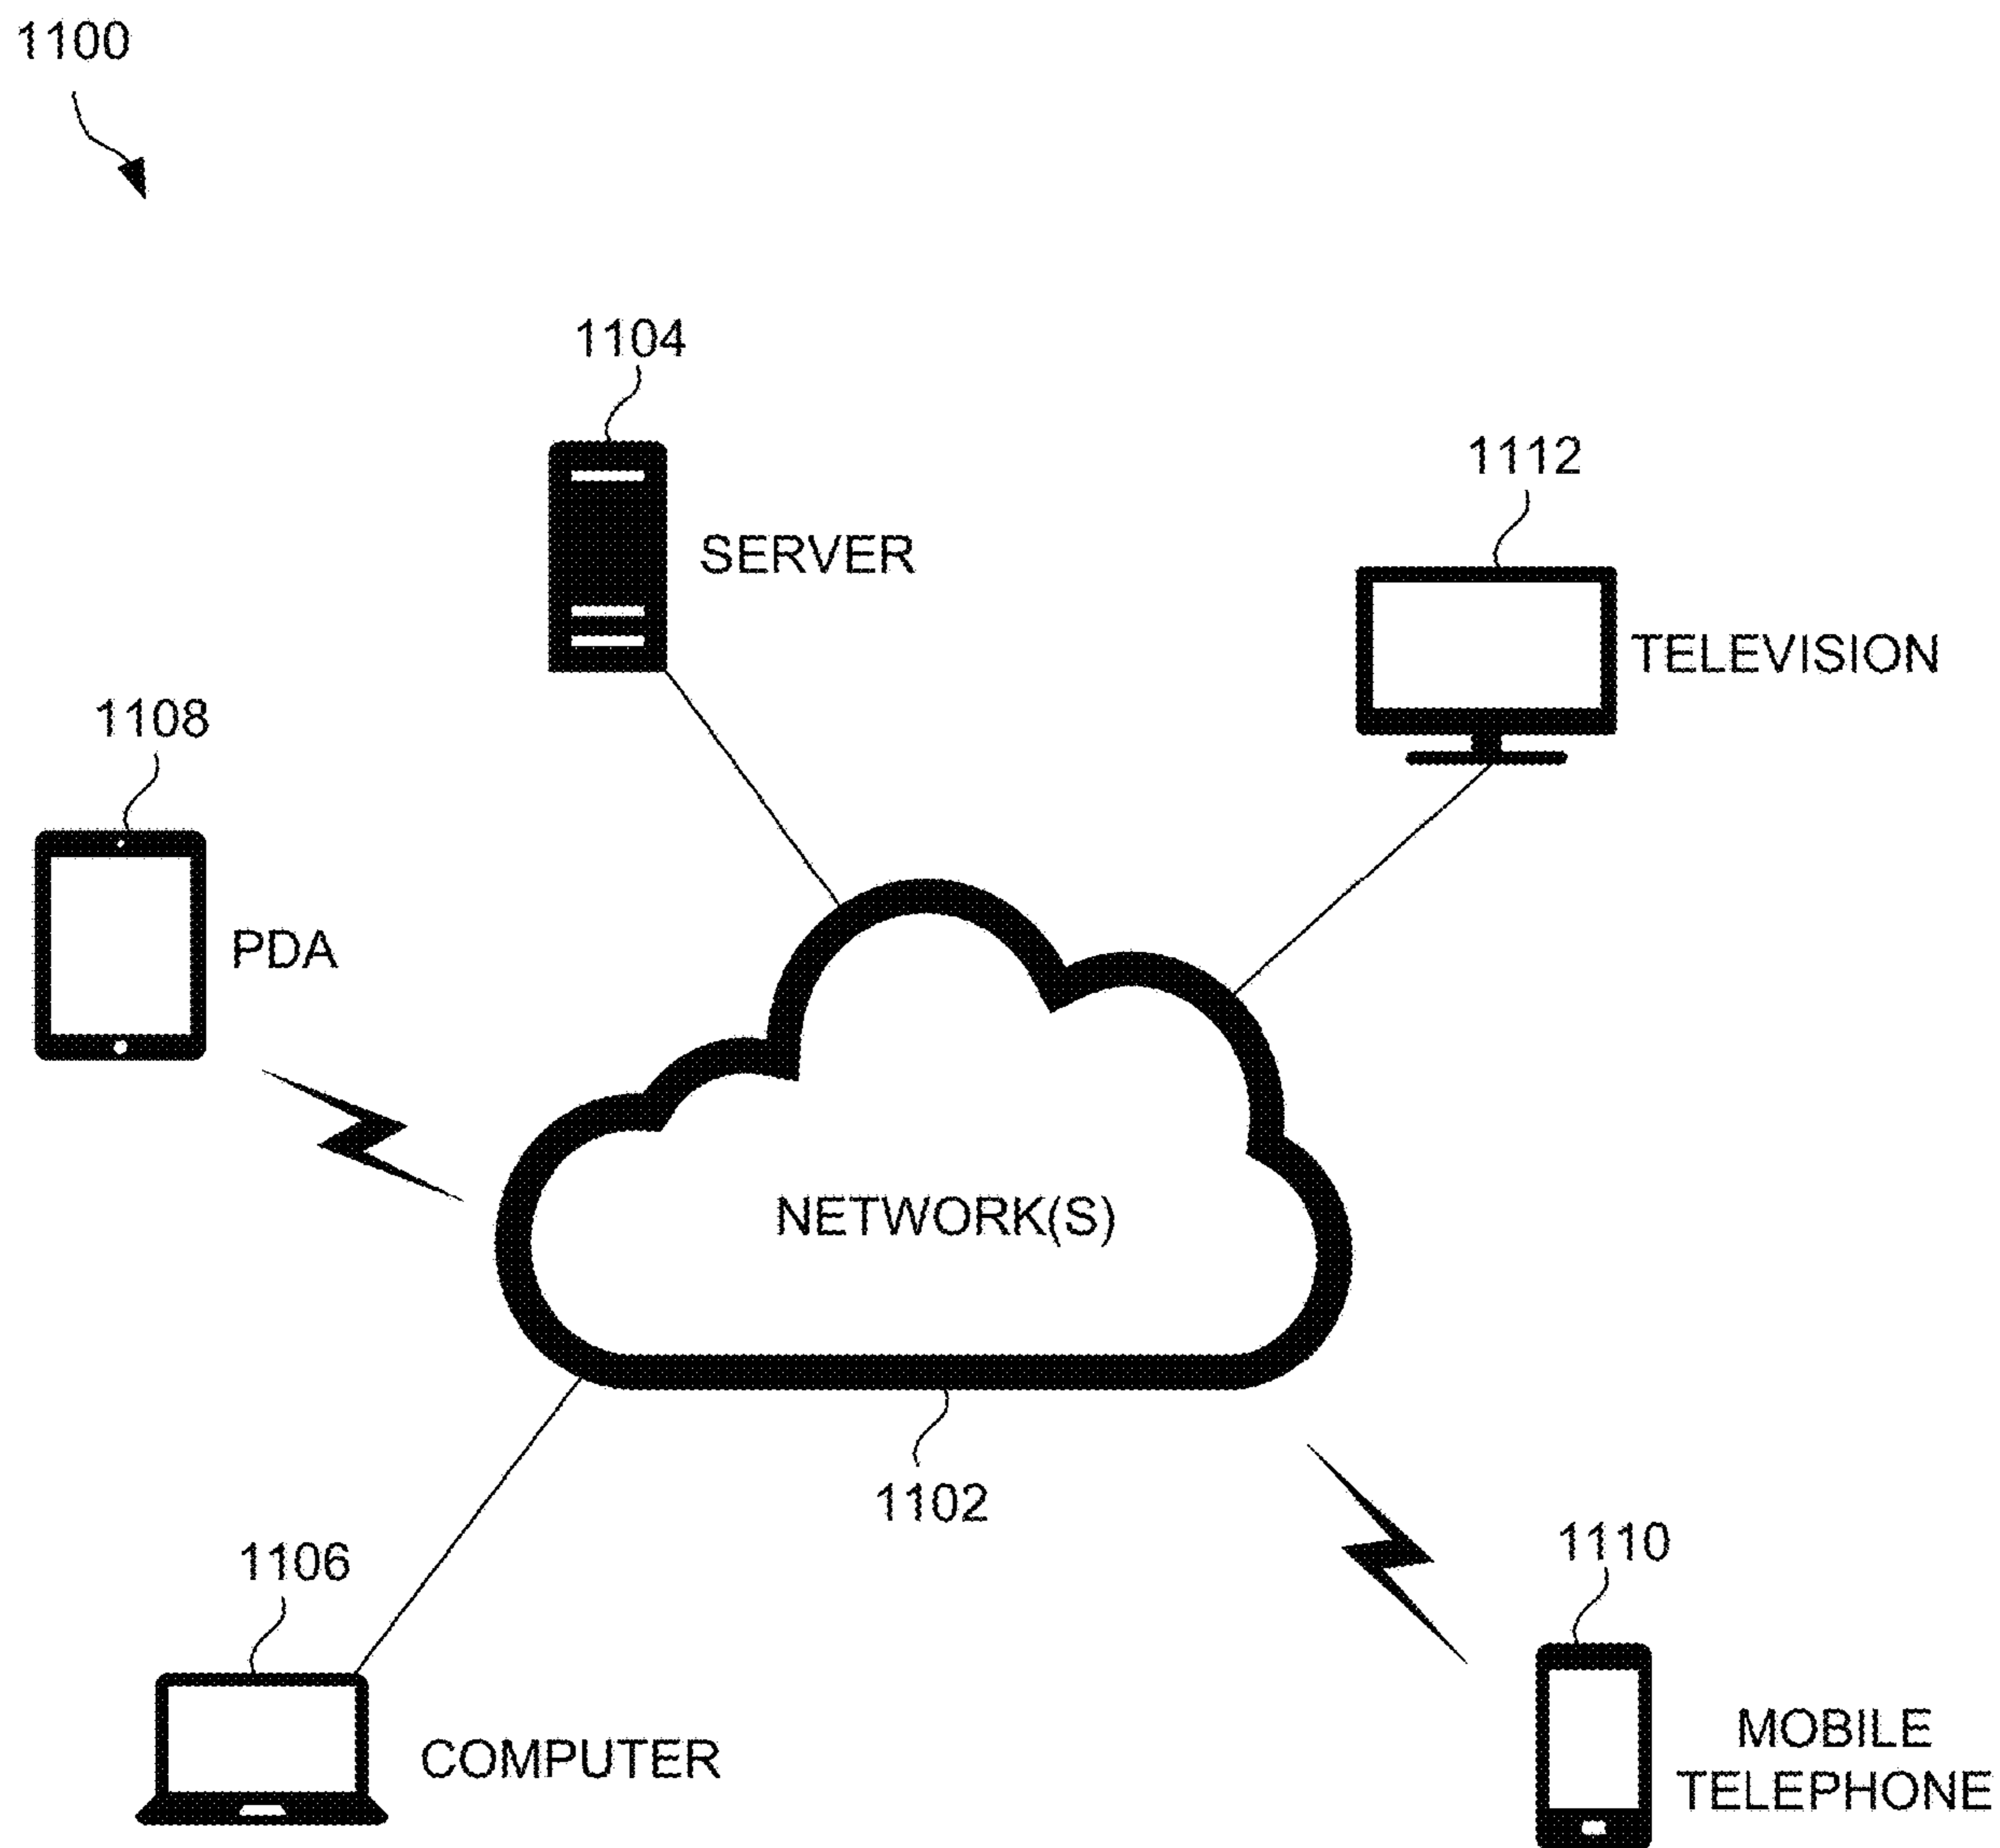 1100
1104
SERVER
1112
TELEVISION
1108
PDA
NETWORK(S)
1102
1106
COMPUTER
1110
MOBILE
TELEPHONE